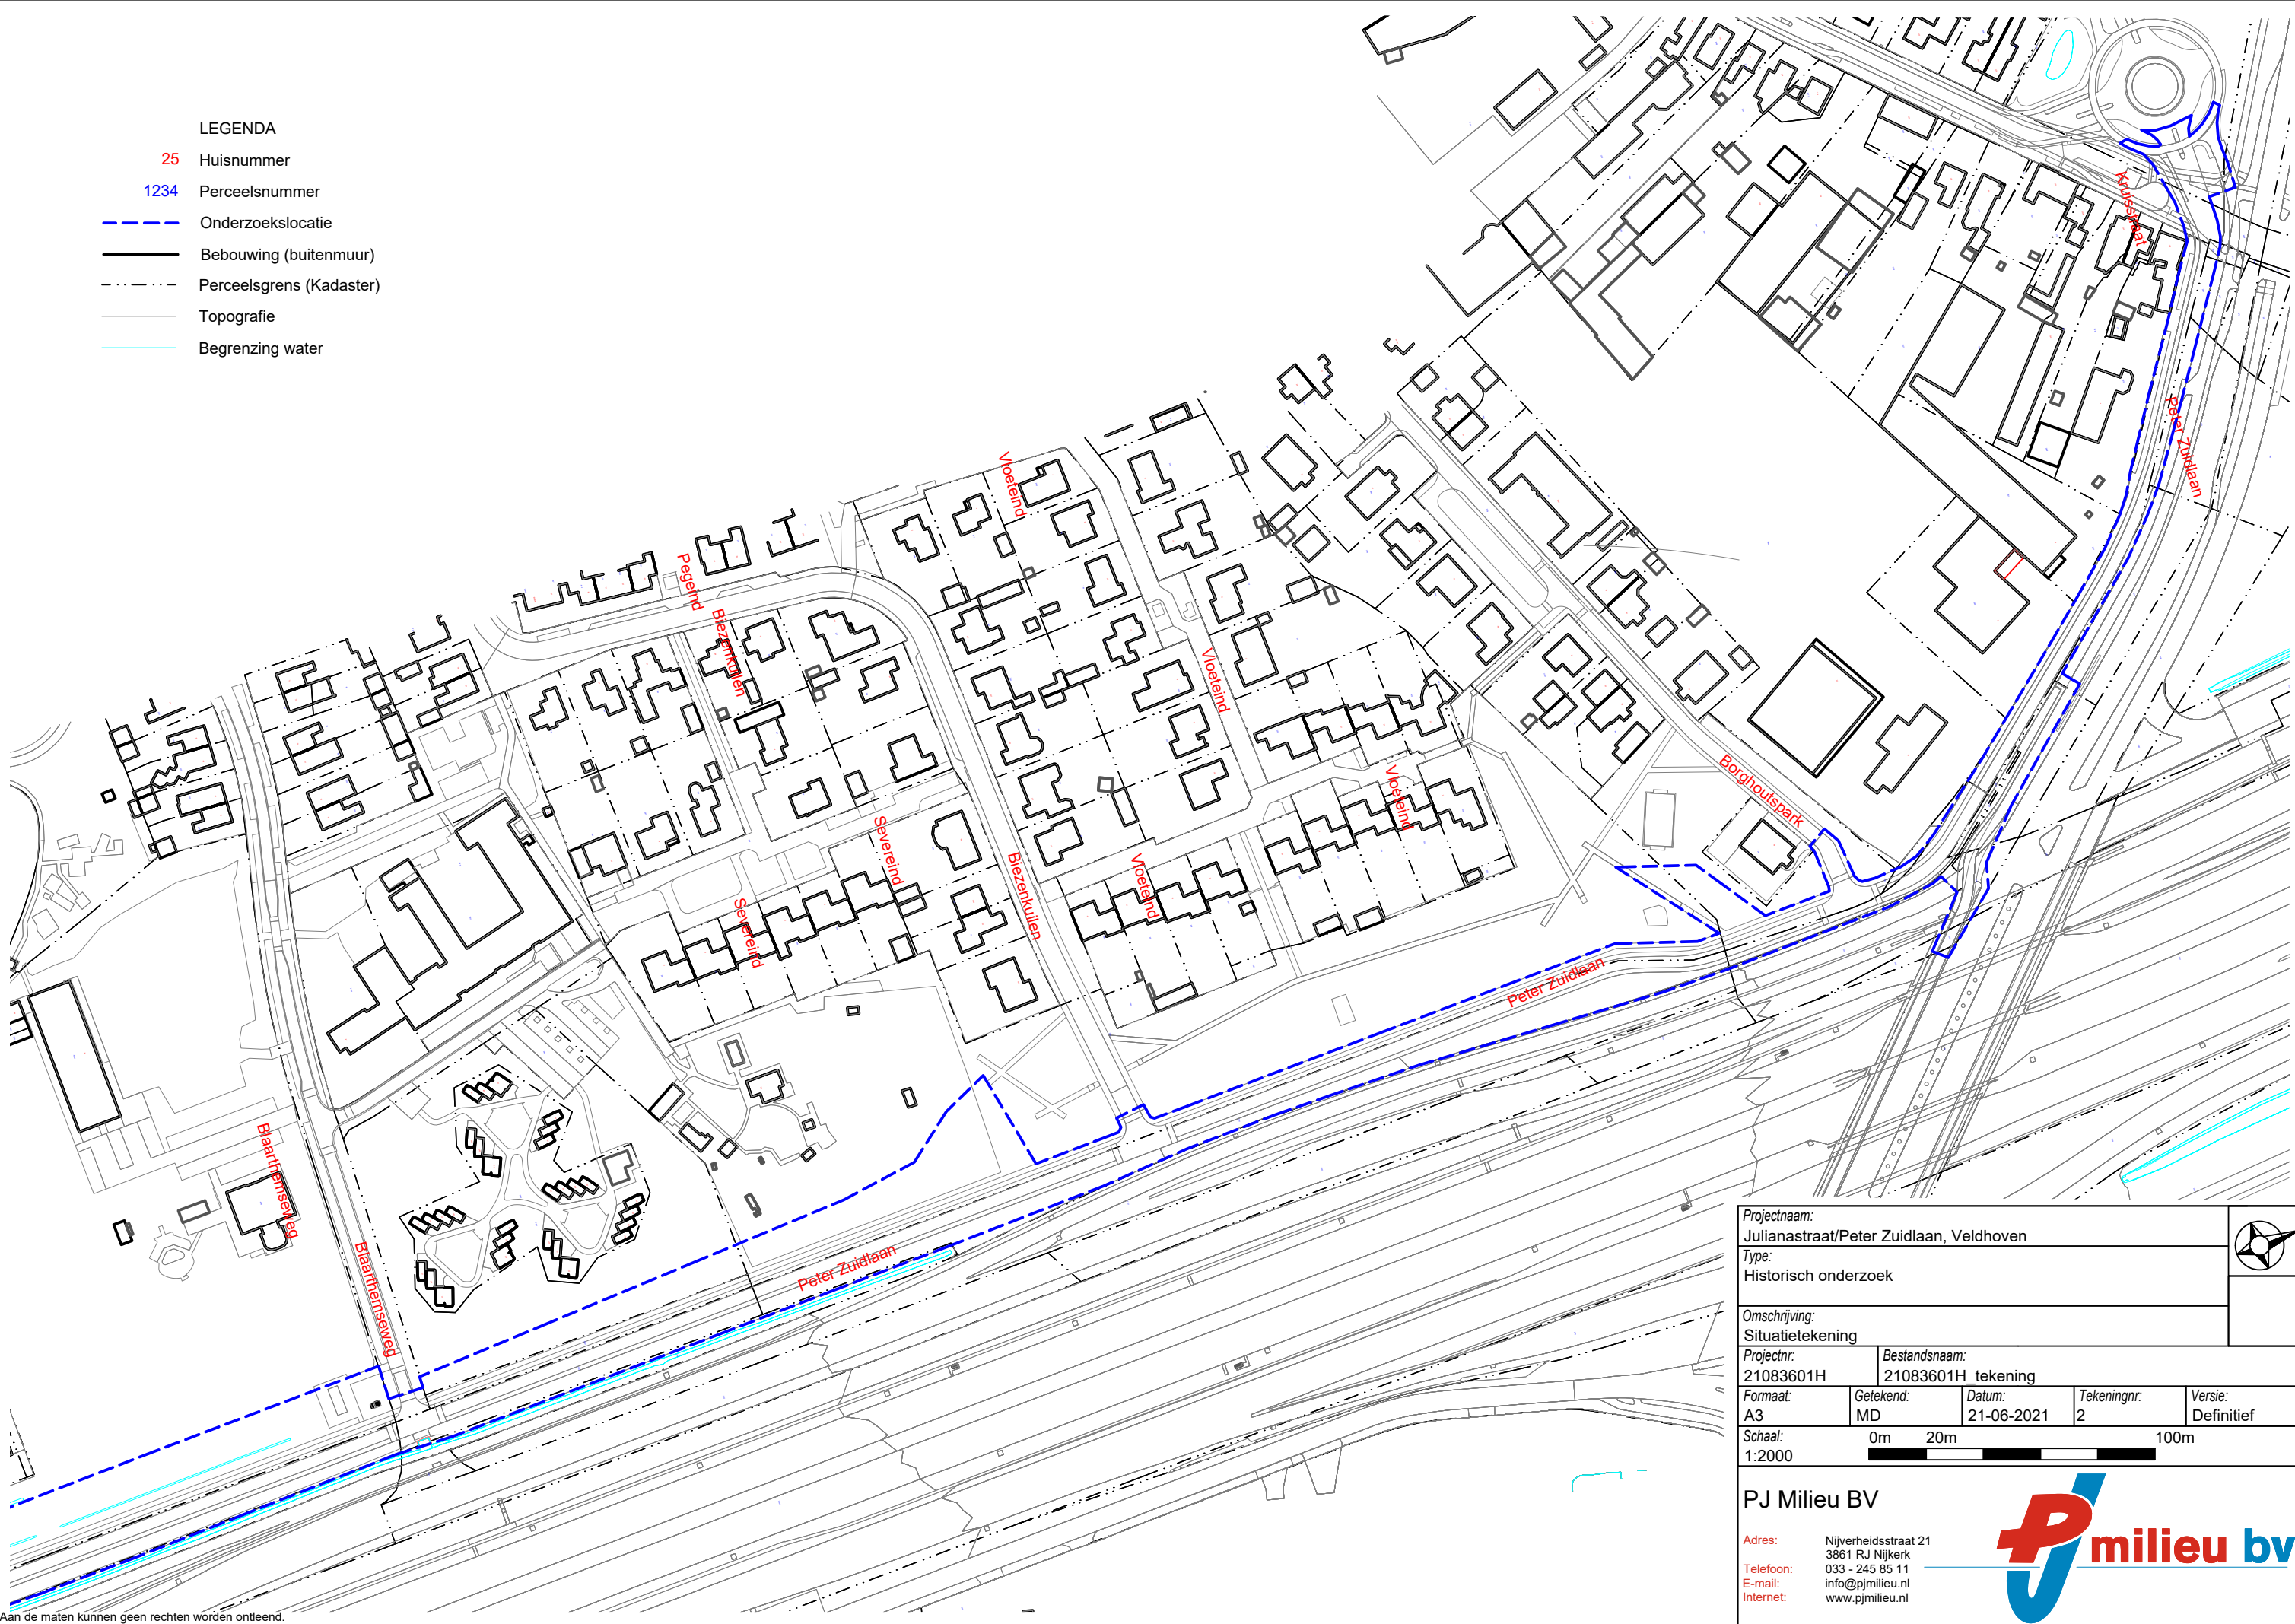 LEGENDA
25 Huisnummer
1234 Perceelsnummer
Onderzoekslocatie
Bebouwing (buitenmuur)
Perceelsgrens (Kadaster)
Topografie
Begrenzing water
Kruisstraat
Peter Zuidlaan
Vloeteind
Pegeind
Biezenkuilen
Vloeteind
Borghoutspark
Vloeteind
Severeind
Biezenkuilen
Vloeteind
Severeind
Peter Zuidlaan
Blaarthemseweg
Peter Zuidlaan
Blaarthemseweg
Projectnaam:
Julianastraat/Peter Zuidlaan, Veldhoven
Type:
Historisch onderzoek
Omschrijving:
Situatietekening
Projectnr: Bestandsnaam:
21083601H 21083601H_tekening
Formaat: Getekend: Datum: Tekeningnr: Versie:
A3 MD 21-06-2021 2 Definitief
Schaal: 0m 20m 100m
1:2000
PJ Milieu BV
Adres: Nijverheidsstraat 21
3861 RJ Nijkerk
Telefoon: 033 - 245 85 11
E-mail: info@pjmilieu.nl
Internet: www.pjmilieu.nl
PJ milieu bv
Aan de maten kunnen geen rechten worden ontleend.